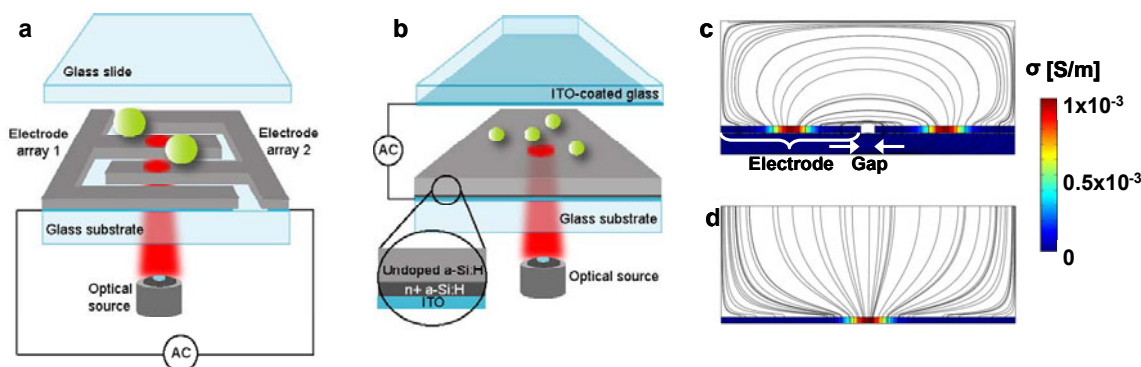 a
Glass slide
Electrode
array 1
Electrode
array 2
Glass substrate
Optical
source
AC
b
ITO-coated glass
AC
Glass substrate
Undoped a-Si:H
n+ a-Si:H
ITO
Optical source
c
Electrode
Gap
d
σ [S/m]
1x10⁻³
0.5x10⁻³
0